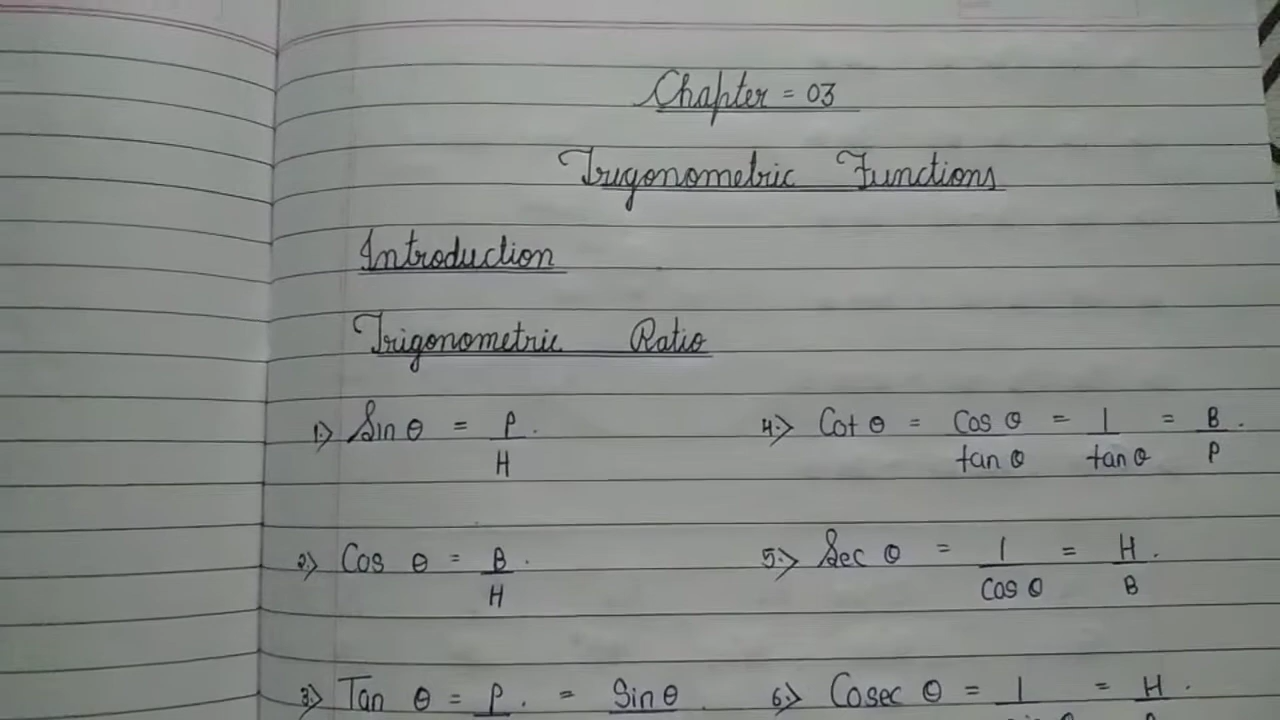 Chapter = 03
Trigonometric Functions
Introduction
Trigonometric Ratio
1) Sin θ = P/H.
2) Cos θ = B/H.
3) Tan θ = P. = Sin θ
4) Cot θ = Cos θ/tan θ = 1/tan θ = B/P.
5) Sec θ = 1/Cos θ = H/B.
6) Cosec θ = 1 = H.